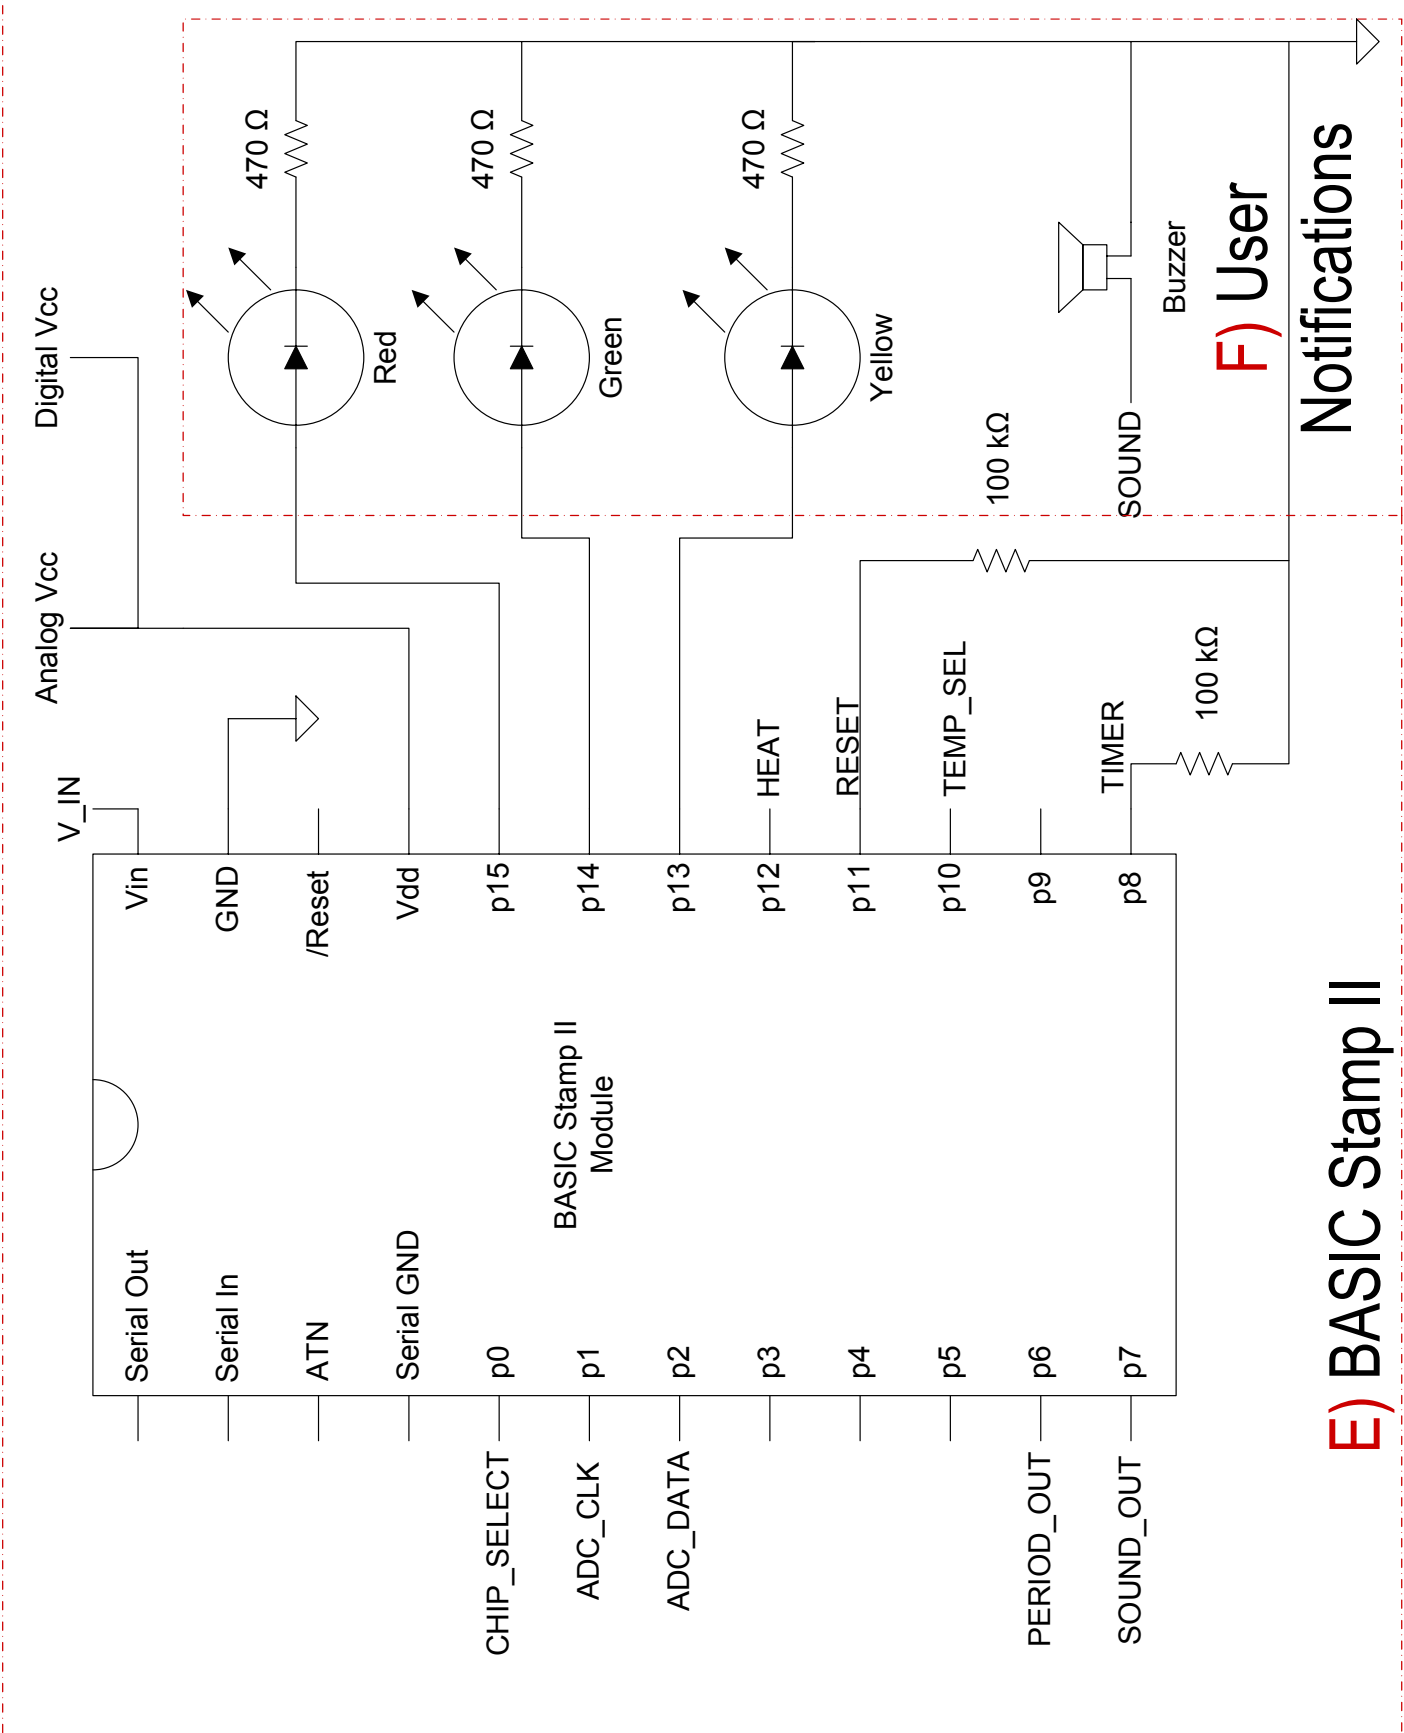 Digital Vcc
Analog Vcc
V_IN
470 Ω
470 Ω
470 Ω
Red
Green
Yellow
Buzzer
SOUND
100 kΩ
F) User
Notifications
HEAT
RESET
TEMP_SEL
TIMER
100 kΩ
Vin
GND
/Reset
Vdd
p15
p14
p13
p12
p11
p10
p9
p8
BASIC Stamp II
Module
Serial Out
Serial In
ATN
Serial GND
p0
p1
p2
p3
p4
p5
p6
p7
CHIP_SELECT
ADC_CLK
ADC_DATA
PERIOD_OUT
SOUND_OUT
E) BASIC Stamp II